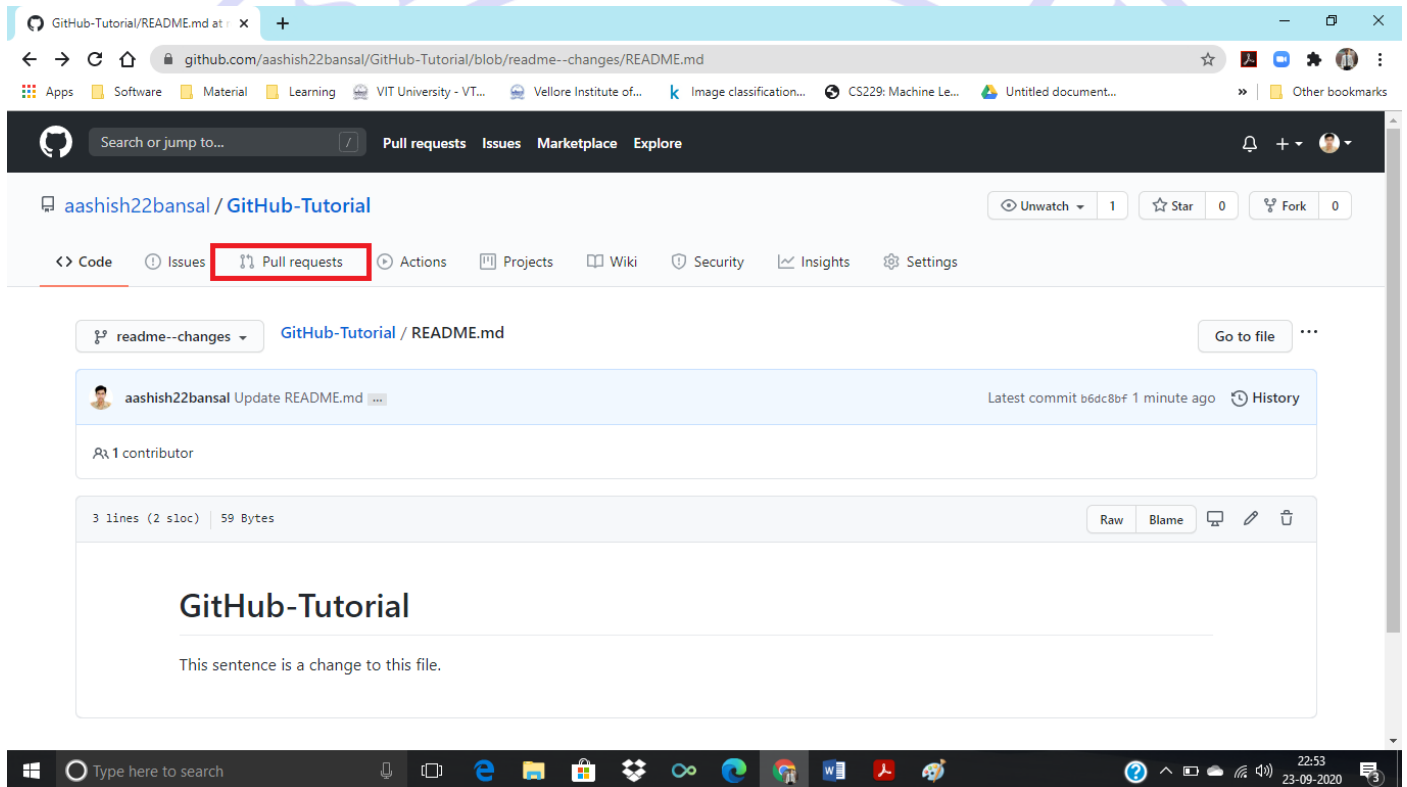 GitHub-Tutorial/README.md at r
github.com/aashish22bansal/GitHub-Tutorial/blob/readme--changes/README.md
Apps Software Material Learning VIT University - VT... Vellore Institute of... Image classification... CS229: Machine Le... Untitled document... » Other bookmarks
Search or jump to... / Pull requests Issues Marketplace Explore
aashish22bansal / GitHub-Tutorial Unwatch 1 Star 0 Fork 0
<> Code Issues Pull requests Actions Projects Wiki Security Insights Settings
readme--changes GitHub-Tutorial / README.md Go to file ...
aashish22bansal Update README.md ... Latest commit b6dc8bf 1 minute ago History
1 contributor
3 lines (2 sloc) 59 Bytes Raw Blame
GitHub-Tutorial
This sentence is a change to this file.
Type here to search 22:53
23-09-2020 3